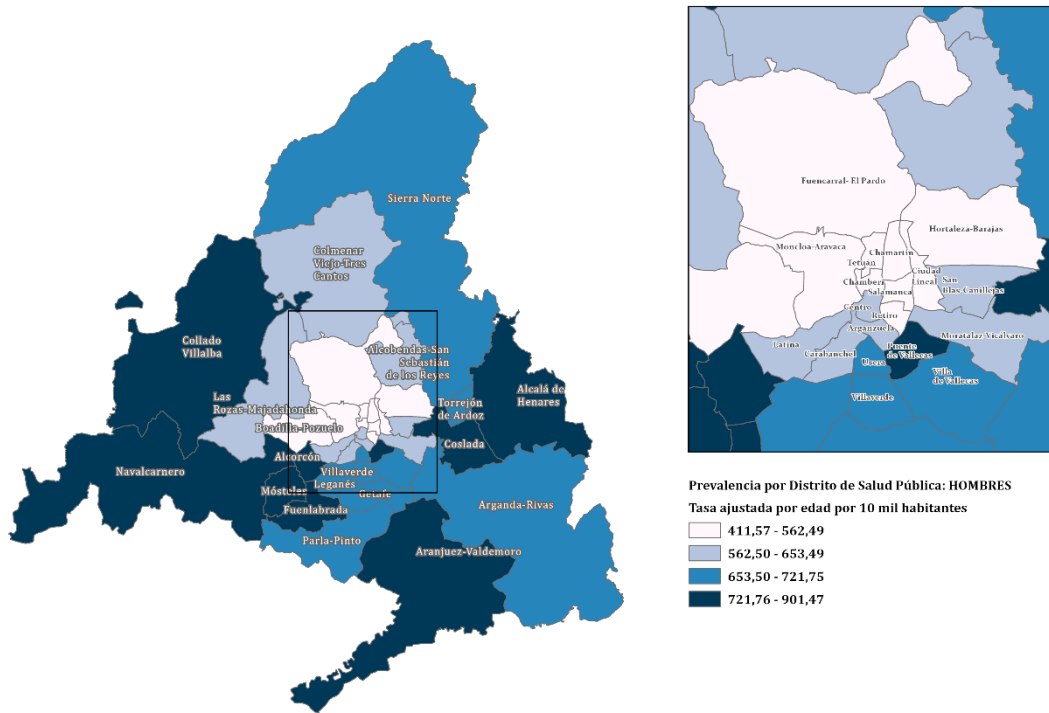 Sierra Norte
Colmenar
Viejo-Tres
Cantos
Collado
Villalba
Alcobendas-San
Sebastián
de los Reyes
Alcalá de
Henares
Las
Rozas-Majadahonda
Torrejón
de Ardoz
Boadilla-Pozuelo
Coslada
Alcorcón
Navalcarnero
Villaverde
Leganés
Móstoles
Getafe
Fuenlabrada
Arganda-Rivas
Parla-Pinto
Aranjuez-Valdemoro
Fuencarral- El Pardo
Hortaleza-Barajas
Moncloa-Aravaca
Chamartín
Tetuán
Ciudad
Lineal
San
Blas-Canillejas
Chamberí
Salamanca
Centro
Retiro
Arganzuela
Moratalaz-Vicálvaro
Latina
Carabanchel
Usera
Puente
de Vallecas
Villa
de Vallecas
Villaverde
Prevalencia por Distrito de Salud Pública: HOMBRES
Tasa ajustada por edad por 10 mil habitantes
411,57 - 562,49
562,50 - 653,49
653,50 - 721,75
721,76 - 901,47